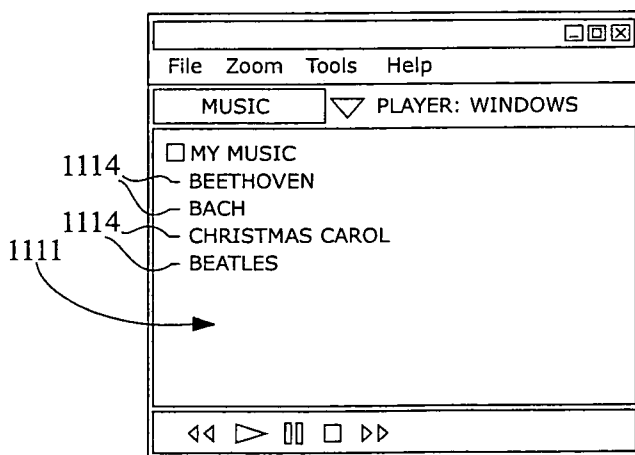 File Zoom Tools Help
MUSIC PLAYER: WINDOWS
MY MUSIC
1114 BEETHOVEN
BACH
1114 CHRISTMAS CAROL
1111 BEATLES